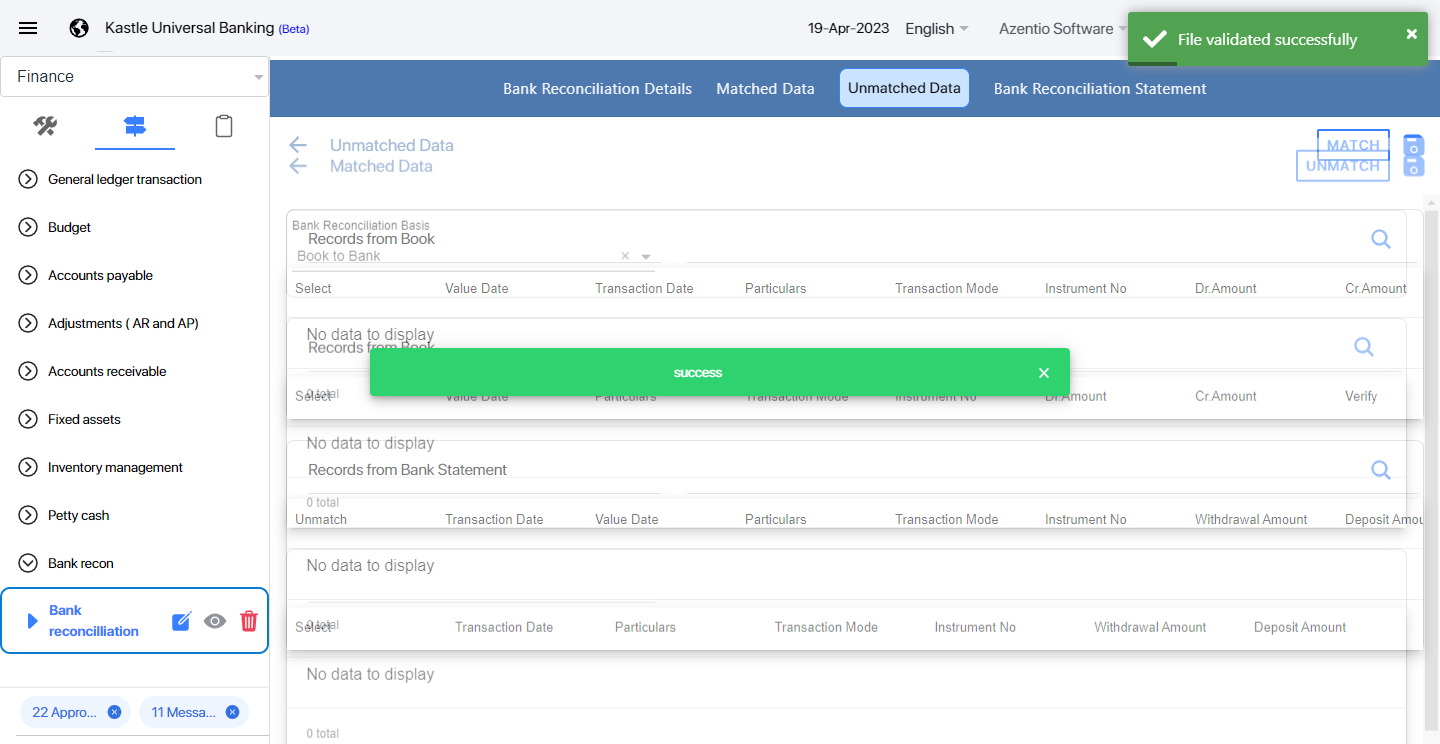 Kastle Universal Banking (Beta)
19-Apr-2023
English
Azentio Software
File validated successfully
Finance
Bank Reconciliation Details
Matched Data
Unmatched Data
Bank Reconciliation Statement
General ledger transaction
Budget
Accounts payable
Adjustments ( AR and AP)
Accounts receivable
Fixed assets
Inventory management
Petty cash
Bank recon
Bank
reconcilliation
22 Appro...
11 Messa...
Unmatched Data
MATCH
Matched Data
UNMATCH
Bank Reconciliation Basis
Records from Book
Book to Bank
Select Value Date Transaction Date Particulars Transaction Mode Instrument No Dr.Amount Cr.Amount
No data to display
Records from Book
success
0 total
Select Value Date Particulars Transaction Mode Instrument No Dr.Amount Cr.Amount Verify
No data to display
Records from Bank Statement
0 total
Unmatch Transaction Date Value Date Particulars Transaction Mode Instrument No Withdrawal Amount Deposit Amou
No data to display
0 total
Select Transaction Date Particulars Transaction Mode Instrument No Withdrawal Amount Deposit Amount
No data to display
0 total